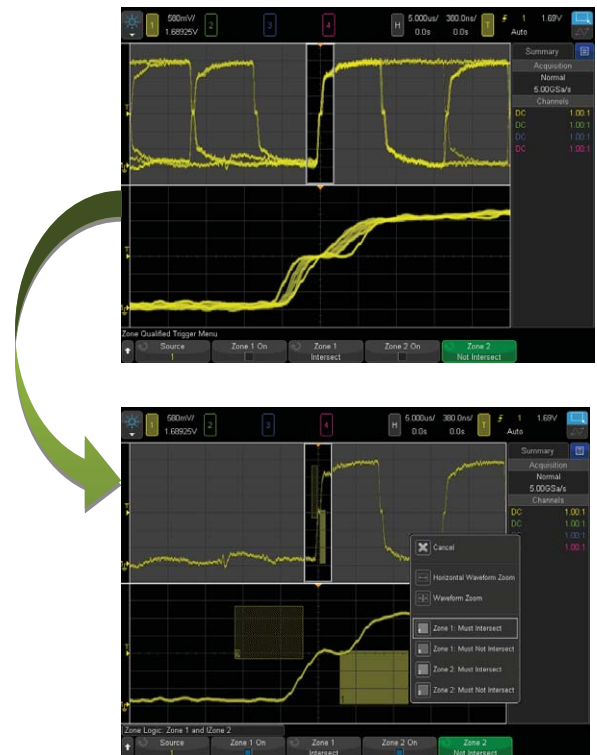 1 580mV/ 1.68925V 2 3 4 H 5.000us/ 0.0s 380.0ns/ 0.0s T 1 1.69V Auto
Summary
Acquisition
Normal
5.00GSa/s
Channels
DC 1.00:1
DC 1.00:1
DC 1.00:1
DC 1.00:1
T
T
Zone Qualified Trigger Menu
Source 1
Zone 1 On
Zone 1 Intersect
Zone 2 On
Zone 2 Not Intersect
1 580mV/ 1.68925V 2 3 4 H 5.000us/ 0.0s 380.0ns/ 0.0s T 1 1.69V Auto
Summary
Acquisition
Normal
5.00GSa/s
Channels
DC 1.00:1
DC 1.00:1
DC 1.00:1
DC 1.00:1
Cancel
Horizontal Waveform Zoom
Waveform Zoom
Zone 1: Must Intersect
Zone 1: Must Not Intersect
Zone 2: Must Intersect
Zone 2: Must Not Intersect
T
T
2
1
Zone Logic: Zone 1 and !Zone 2
Source 1
Zone 1 On
Zone 1 Intersect
Zone 2 On
Zone 2 Not Intersect